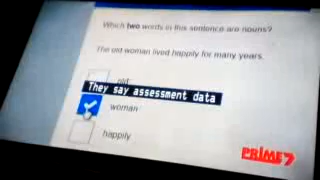 Which two words in this sentence are nouns?
The old woman lived happily for many years.
old
They say assessment data
woman
happily
PRIME7